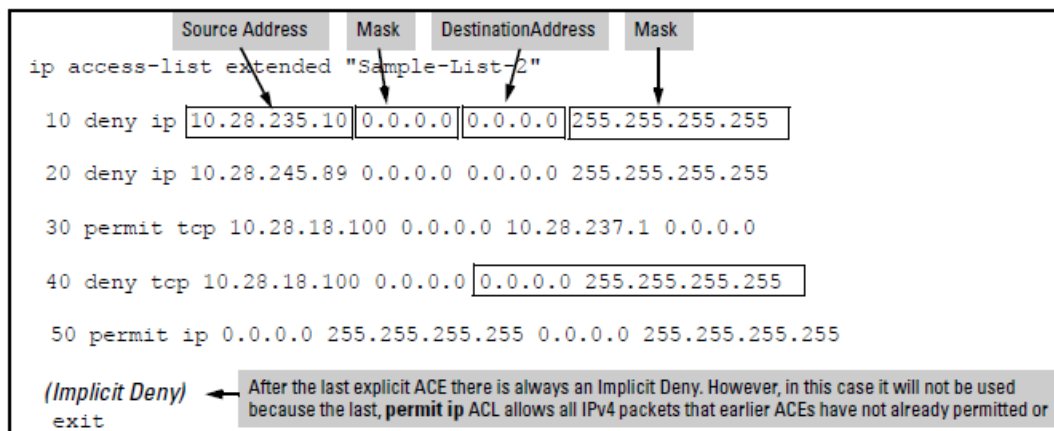 Source Address Mask DestinationAddress Mask
ip access-list extended "Sample-List-2"
10 deny ip 10.28.235.10 0.0.0.0 0.0.0.0 255.255.255.255
20 deny ip 10.28.245.89 0.0.0.0 0.0.0.0 255.255.255.255
30 permit tcp 10.28.18.100 0.0.0.0 10.28.237.1 0.0.0.0
40 deny tcp 10.28.18.100 0.0.0.0 0.0.0.0 255.255.255.255
50 permit ip 0.0.0.0 255.255.255.255 0.0.0.0 255.255.255.255
(Implicit Deny) After the last explicit ACE there is always an Implicit Deny. However, in this case it will not be used
because the last, permit ip ACL allows all IPv4 packets that earlier ACEs have not already permitted or
exit